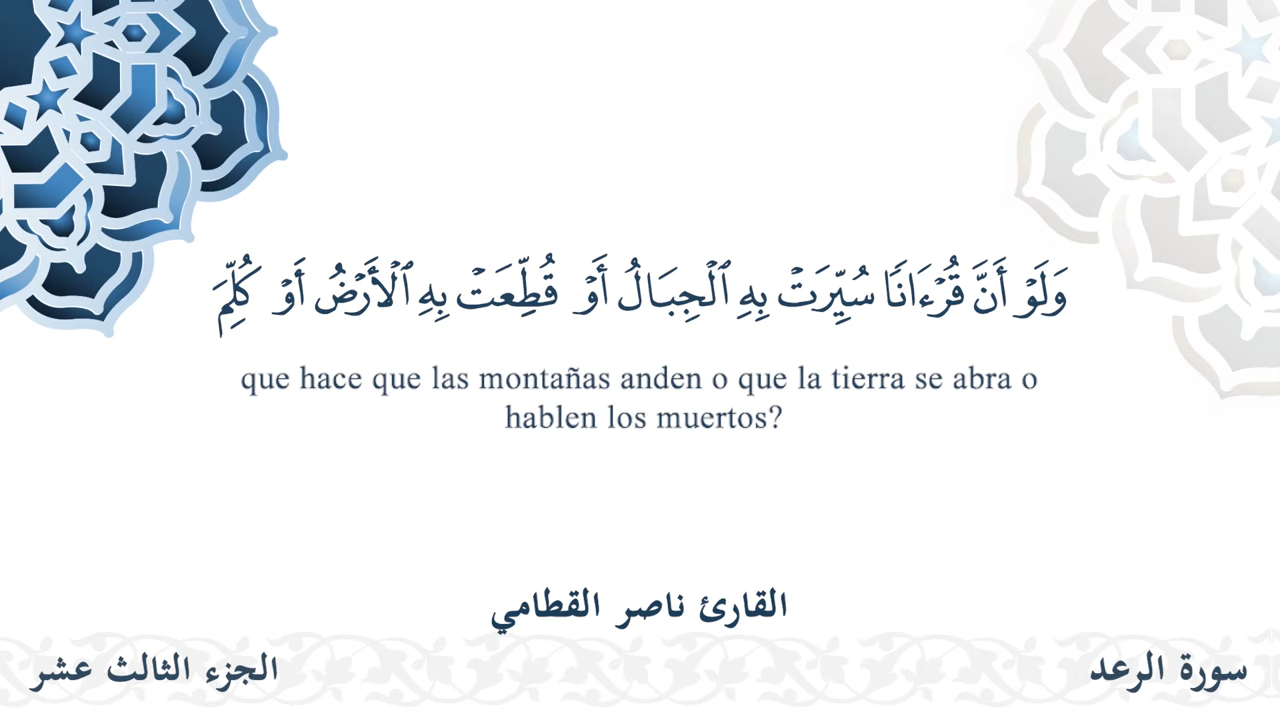 وَلَوۡ أَنَّ قُرۡءَانٗا سُيِّرَتۡ بِهِ ٱلۡجِبَالُ أَوۡ قُطِّعَتۡ بِهِ ٱلۡأَرۡضُ أَوۡ كُلِّمَ
que hace que las montañas anden o que la tierra se abra o
hablen los muertos?
القارئ ناصر القطامي
سورة الرعد
الجزء الثالث عشر